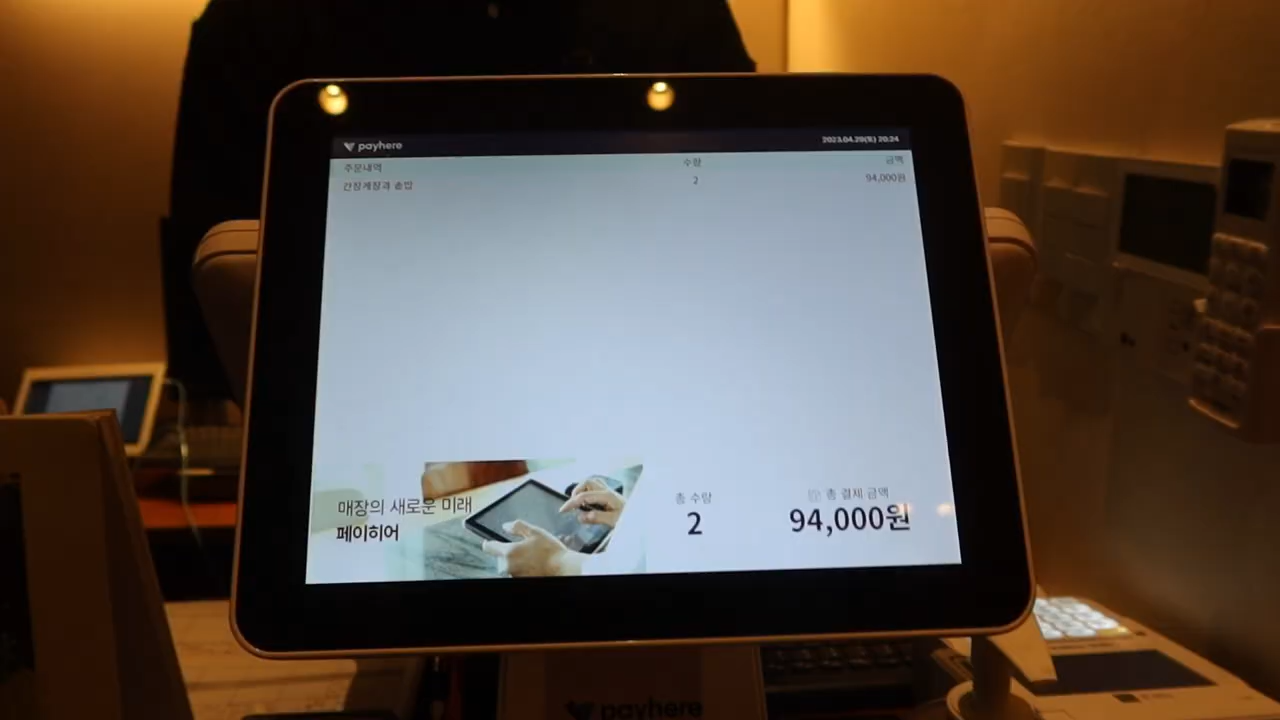 payhere 2023.04.29(토) 20:24
주문내역 수량 금액
간장게장과 솥밥 2 94,000원
매장의 새로운 미래
페이히어
총 수량
2
총 결제 금액
94,000원
payhere